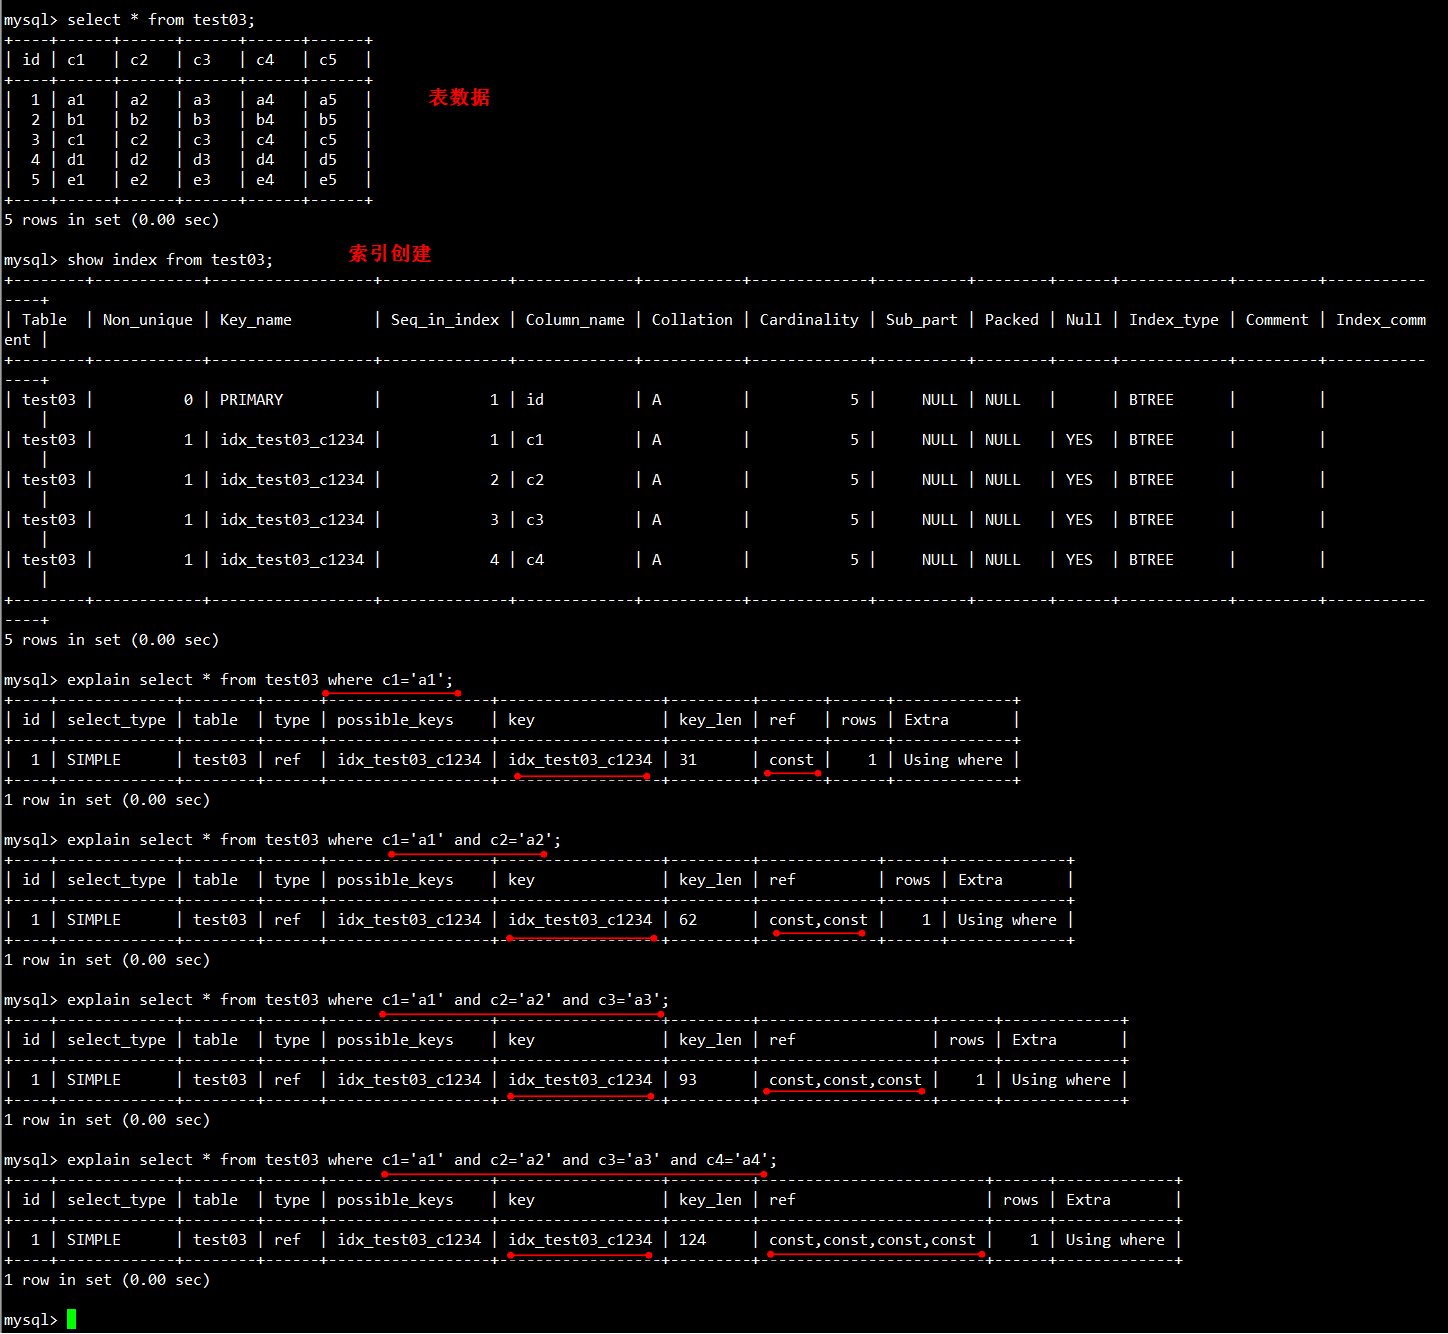 mysql> select * from test03;
+----+------+------+------+------+------+
| id | c1   | c2   | c3   | c4   | c5   |
+----+------+------+------+------+------+
|  1 | a1   | a2   | a3   | a4   | a5   |
表数据
|  2 | b1   | b2   | b3   | b4   | b5   |
|  3 | c1   | c2   | c3   | c4   | c5   |
|  4 | d1   | d2   | d3   | d4   | d5   |
|  5 | e1   | e2   | e3   | e4   | e5   |
+----+------+------+------+------+------+
5 rows in set (0.00 sec)
索引创建
mysql> show index from test03;
+--------+------------+------------------+--------------+-------------+-----------+-------------+----------+--------+------+------------+---------+-----------
----+
| Table  | Non_unique | Key_name         | Seq_in_index | Column_name | Collation | Cardinality | Sub_part | Packed | Null | Index_type | Comment | Index_comm
ent |
+--------+------------+------------------+--------------+-------------+-----------+-------------+----------+--------+------+------------+---------+-----------
----+
| test03 |          0 | PRIMARY          |            1 | id          | A         |           5 |     NULL | NULL   |      | BTREE      |         |
    |
| test03 |          1 | idx_test03_c1234 |            1 | c1          | A         |           5 |     NULL | NULL   | YES  | BTREE      |         |
    |
| test03 |          1 | idx_test03_c1234 |            2 | c2          | A         |           5 |     NULL | NULL   | YES  | BTREE      |         |
    |
| test03 |          1 | idx_test03_c1234 |            3 | c3          | A         |           5 |     NULL | NULL   | YES  | BTREE      |         |
    |
| test03 |          1 | idx_test03_c1234 |            4 | c4          | A         |           5 |     NULL | NULL   | YES  | BTREE      |         |
    |
+--------+------------+------------------+--------------+-------------+-----------+-------------+----------+--------+------+------------+---------+-----------
----+
5 rows in set (0.00 sec)
mysql> explain select * from test03 where c1='a1';
+----+-------------+--------+------+------------------+------------------+---------+-------+------+-------------+
| id | select_type | table  | type | possible_keys    | key              | key_len | ref   | rows | Extra       |
+----+-------------+--------+------+------------------+------------------+---------+-------+------+-------------+
|  1 | SIMPLE      | test03 | ref  | idx_test03_c1234 | idx_test03_c1234 | 31      | const |    1 | Using where |
+----+-------------+--------+------+------------------+------------------+---------+-------+------+-------------+
1 row in set (0.00 sec)
mysql> explain select * from test03 where c1='a1' and c2='a2';
+----+-------------+--------+------+------------------+------------------+---------+-------------+------+-------------+
| id | select_type | table  | type | possible_keys    | key              | key_len | ref         | rows | Extra       |
+----+-------------+--------+------+------------------+------------------+---------+-------------+------+-------------+
|  1 | SIMPLE      | test03 | ref  | idx_test03_c1234 | idx_test03_c1234 | 62      | const,const |    1 | Using where |
+----+-------------+--------+------+------------------+------------------+---------+-------------+------+-------------+
1 row in set (0.00 sec)
mysql> explain select * from test03 where c1='a1' and c2='a2' and c3='a3';
+----+-------------+--------+------+------------------+------------------+---------+-------------------+------+-------------+
| id | select_type | table  | type | possible_keys    | key              | key_len | ref               | rows | Extra       |
+----+-------------+--------+------+------------------+------------------+---------+-------------------+------+-------------+
|  1 | SIMPLE      | test03 | ref  | idx_test03_c1234 | idx_test03_c1234 | 93      | const,const,const |    1 | Using where |
+----+-------------+--------+------+------------------+------------------+---------+-------------------+------+-------------+
1 row in set (0.00 sec)
mysql> explain select * from test03 where c1='a1' and c2='a2' and c3='a3' and c4='a4';
+----+-------------+--------+------+------------------+------------------+---------+-------------------------+------+-------------+
| id | select_type | table  | type | possible_keys    | key              | key_len | ref                     | rows | Extra       |
+----+-------------+--------+------+------------------+------------------+---------+-------------------------+------+-------------+
|  1 | SIMPLE      | test03 | ref  | idx_test03_c1234 | idx_test03_c1234 | 124     | const,const,const,const |    1 | Using where |
+----+-------------+--------+------+------------------+------------------+---------+-------------------------+------+-------------+
1 row in set (0.00 sec)
mysql>